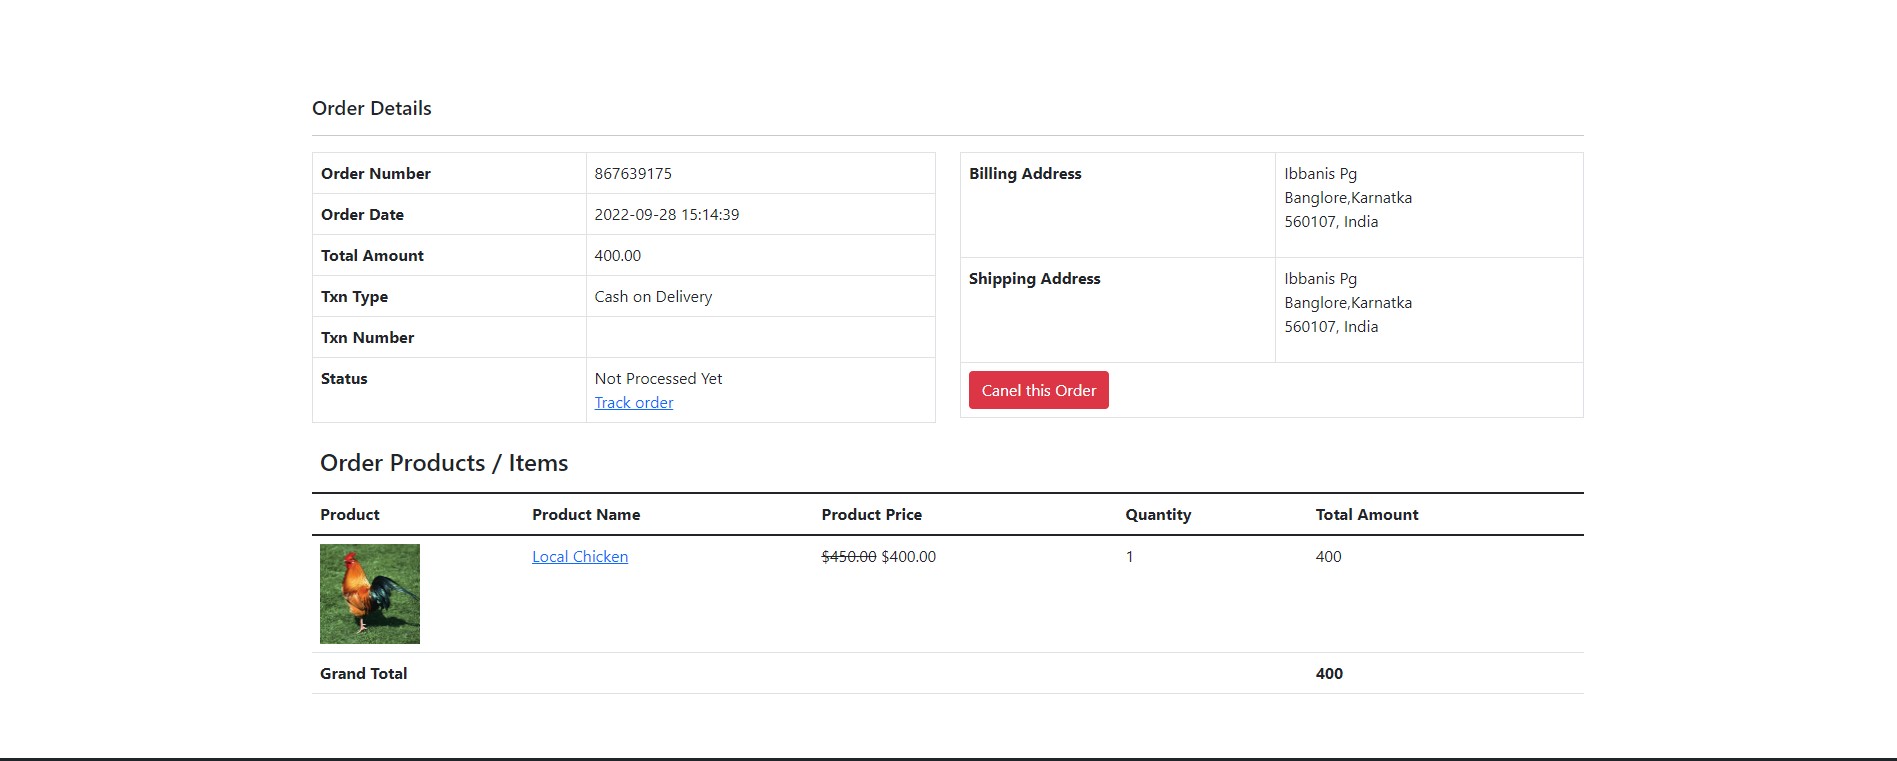 Order Details
Order Number 867639175
Order Date 2022-09-28 15:14:39
Total Amount 400.00
Txn Type Cash on Delivery
Txn Number
Status Not Processed Yet
Track order
Billing Address Ibbanis Pg
Banglore,Karnatka
560107, India
Shipping Address Ibbanis Pg
Banglore,Karnatka
560107, India
Canel this Order
Order Products / Items
Product Product Name Product Price Quantity Total Amount
Local Chicken $450.00 $400.00 1 400
Grand Total 400